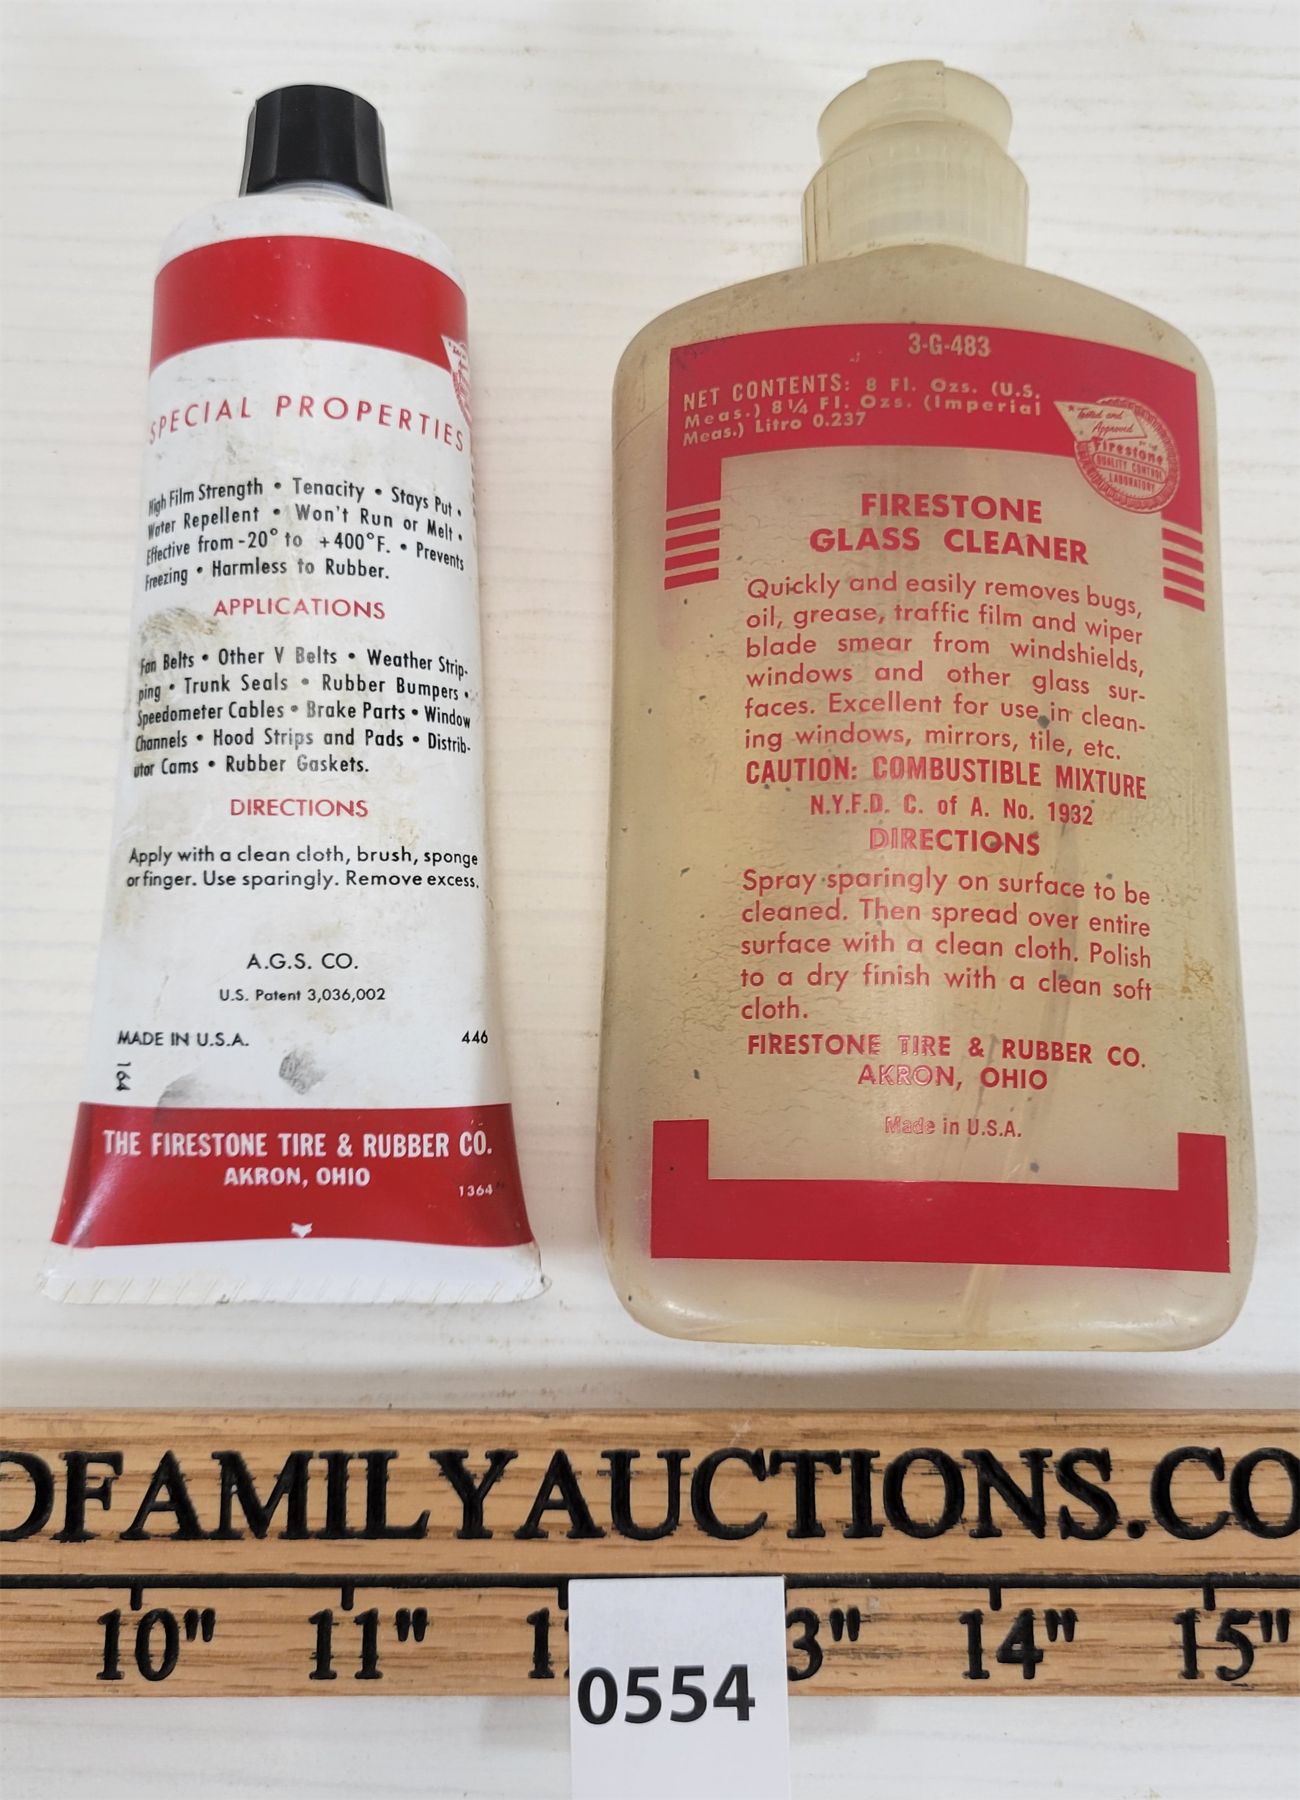 SPECIAL PROPERTIES
High Film Strength • Tenacity • Stays Put •
Water Repellent • Won't Run or Melt •
Effective from -20° to +400°F. • Prevents
Freezing • Harmless to Rubber.
APPLICATIONS
Fan Belts • Other V Belts • Weather Strip-
ping • Trunk Seals • Rubber Bumpers •
Speedometer Cables • Brake Parts • Window
Channels • Hood Strips and Pads • Distrib-
utor Cams • Rubber Gaskets.
DIRECTIONS
Apply with a clean cloth, brush, sponge
or finger. Use sparingly. Remove excess.
A.G.S. CO.
U.S. Patent 3,036,002
MADE IN U.S.A. 446
164
THE FIRESTONE TIRE & RUBBER CO.
AKRON, OHIO
1364
3-G-483
NET CONTENTS: 8 Fl. Ozs. (U.S.
Meas.) 8¼ Fl. Ozs. (Imperial
Meas.) Litro 0.237
Tested and
Approved
by the
Firestone
QUALITY CONTROL
LABORATORY
FIRESTONE
GLASS CLEANER
Quickly and easily removes bugs,
oil, grease, traffic film and wiper
blade smear from windshields,
windows and other glass sur-
faces. Excellent for use in clean-
ing windows, mirrors, tile, etc.
CAUTION: COMBUSTIBLE MIXTURE
N.Y.F.D. C. of A. No. 1932
DIRECTIONS
Spray sparingly on surface to be
cleaned. Then spread over entire
surface with a clean cloth. Polish
to a dry finish with a clean soft
cloth.
FIRESTONE TIRE & RUBBER CO.
AKRON, OHIO
Made in U.S.A.
DFAMILYAUCTIONS.CO
10" 11" 1 3" 14" 15"
0554